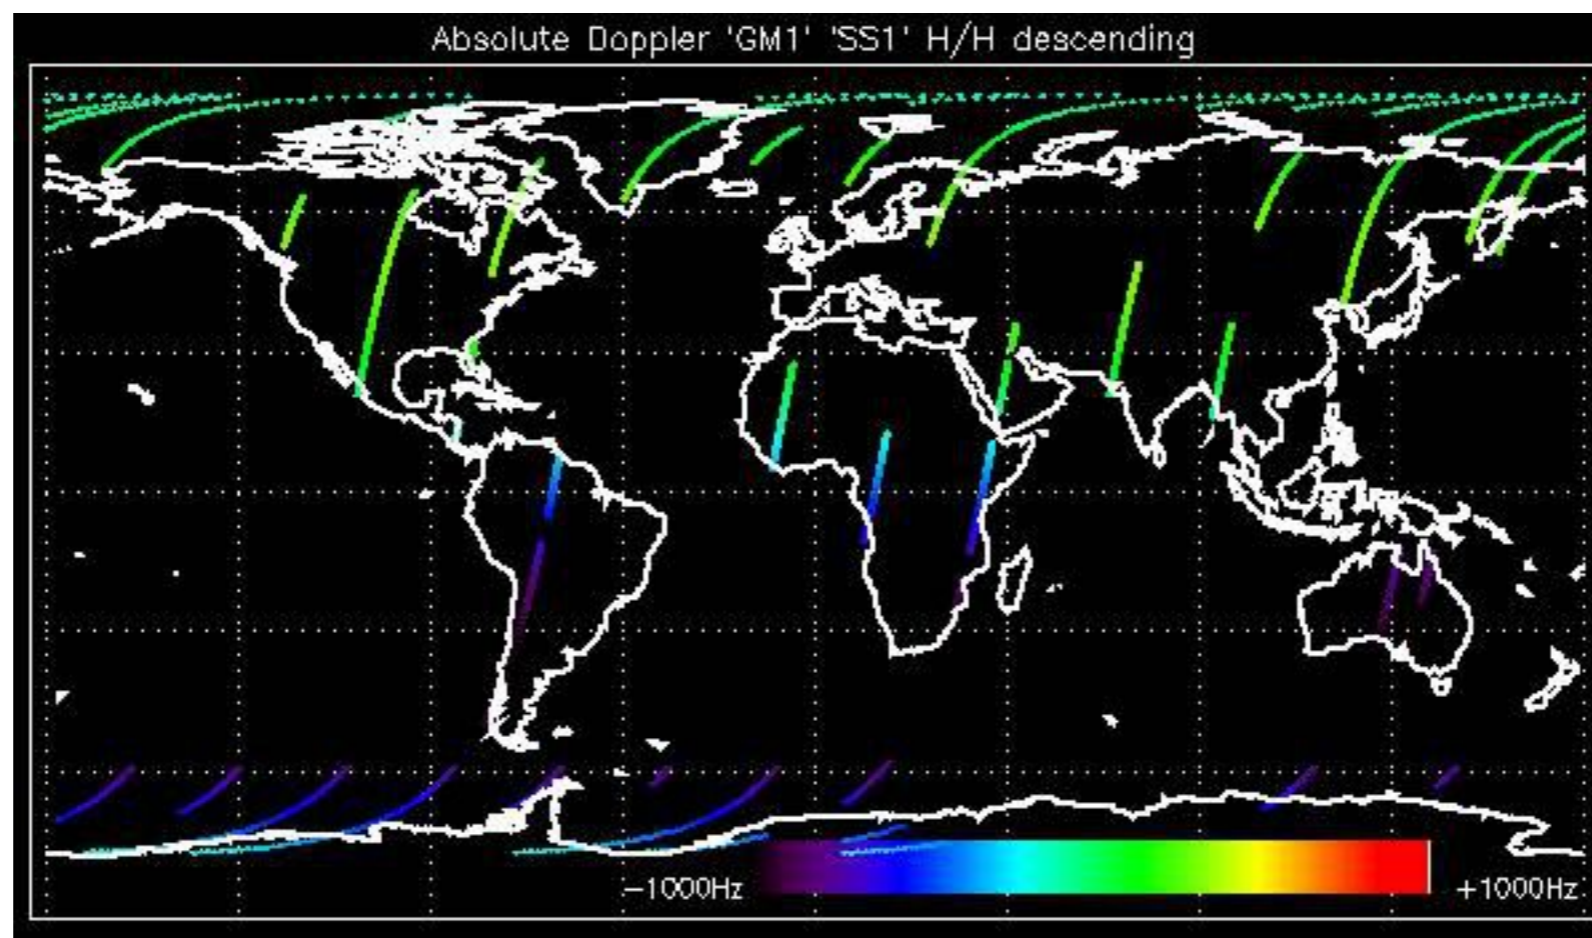 Absolute Doppler 'GM1' 'SS1' H/H descending
−1000Hz
+1000Hz